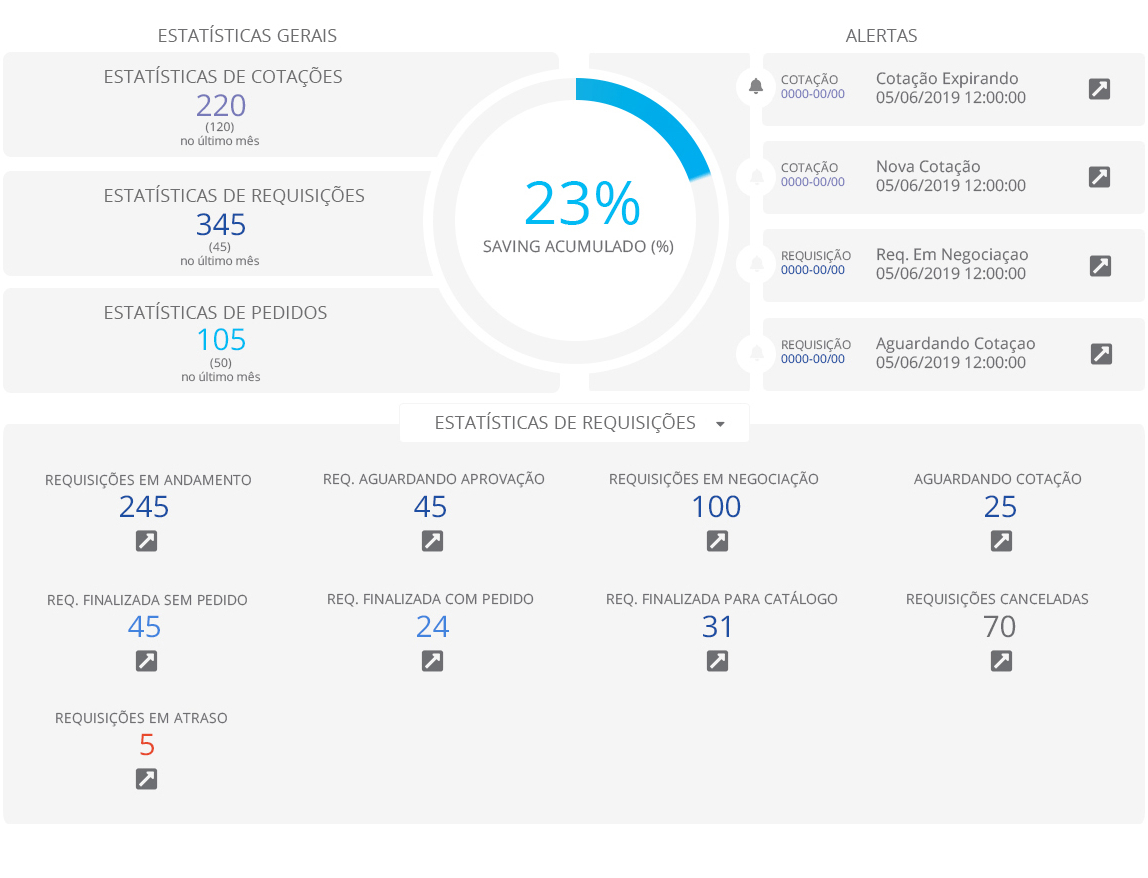 ESTATÍSTICAS GERAIS
ESTATÍSTICAS DE COTAÇÕES
220
(120)
no último mês
ESTATÍSTICAS DE REQUISIÇÕES
345
(45)
no último mês
ESTATÍSTICAS DE PEDIDOS
105
(50)
no último mês
23%
SAVING ACUMULADO (%)
ALERTAS
COTAÇÃO
0000-00/00
Cotação Expirando
05/06/2019 12:00:00
COTAÇÃO
0000-00/00
Nova Cotação
05/06/2019 12:00:00
REQUISIÇÃO
0000-00/00
Req. Em Negociaçao
05/06/2019 12:00:00
REQUISIÇÃO
0000-00/00
Aguardando Cotaçao
05/06/2019 12:00:00
ESTATÍSTICAS DE REQUISIÇÕES
REQUISIÇÕES EM ANDAMENTO
245
REQ. AGUARDANDO APROVAÇÃO
45
REQUISIÇÕES EM NEGOCIAÇÃO
100
AGUARDANDO COTAÇÃO
25
REQ. FINALIZADA SEM PEDIDO
45
REQ. FINALIZADA COM PEDIDO
24
REQ. FINALIZADA PARA CATÁLOGO
31
REQUISIÇÕES CANCELADAS
70
REQUISIÇÕES EM ATRASO
5